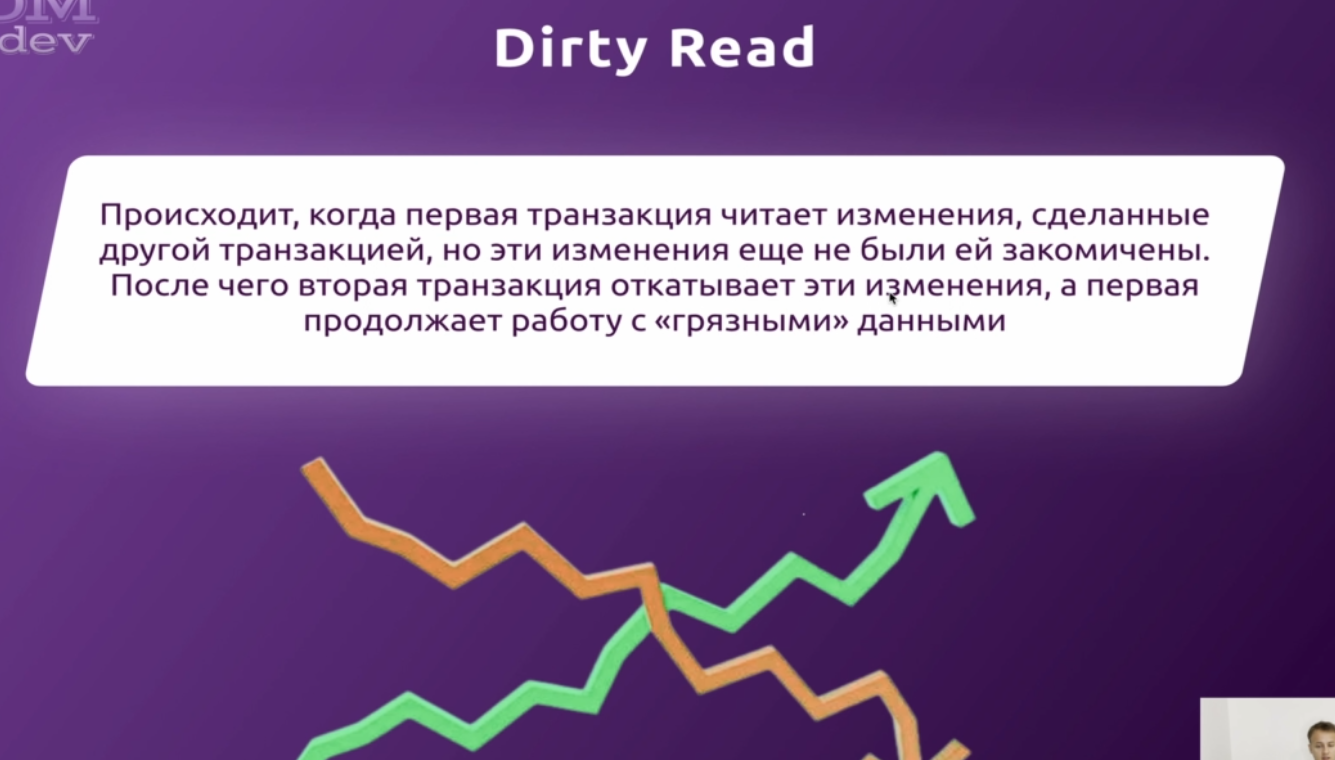 DM
dev
Dirty Read
Происходит, когда первая транзакция читает изменения, сделанные
другой транзакцией, но эти изменения еще не были ей закомичены.
После чего вторая транзакция откатывает эти изменения, а первая
продолжает работу с «грязными» данными